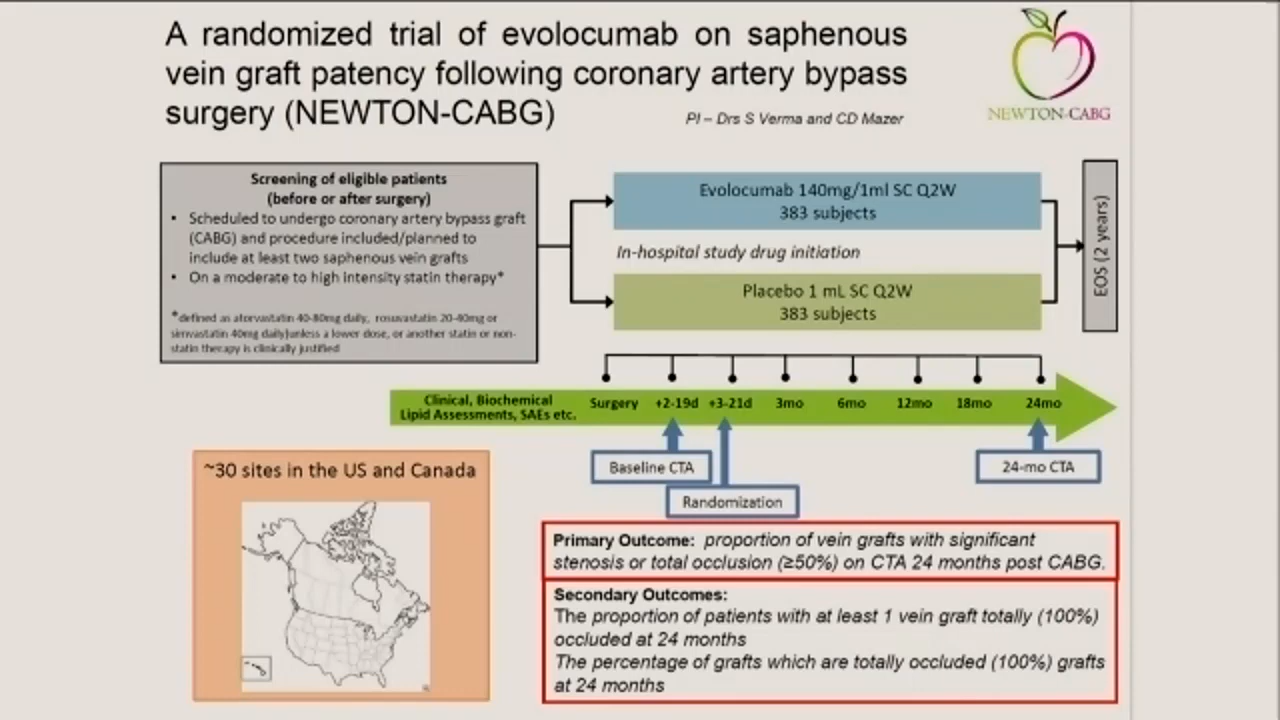 A randomized trial of evolocumab on saphenous
vein graft patency following coronary artery bypass
surgery (NEWTON-CABG)
PI – Drs S Verma and CD Mazer
NEWTON-CABG
Screening of eligible patients
(before or after surgery)
• Scheduled to undergo coronary artery bypass graft
(CABG) and procedure included/planned to
include at least two saphenous vein grafts
• On a moderate to high intensity statin therapy*
*defined as atorvastatin 40-80mg daily, rosuvastatin 20-40mg or
simvastatin 40mg daily)unless a lower dose, or another statin or non-
statin therapy is clinically justified
Evolocumab 140mg/1ml SC Q2W
383 subjects
In-hospital study drug initiation
Placebo 1 mL SC Q2W
383 subjects
EOS (2 years)
Clinical, Biochemical
Lipid Assessments, SAEs etc.
Surgery +2-19d +3-21d 3mo 6mo 12mo 18mo 24mo
Baseline CTA
24-mo CTA
Randomization
~30 sites in the US and Canada
Primary Outcome: proportion of vein grafts with significant
stenosis or total occlusion (≥50%) on CTA 24 months post CABG.
Secondary Outcomes:
The proportion of patients with at least 1 vein graft totally (100%)
occluded at 24 months
The percentage of grafts which are totally occluded (100%) grafts
at 24 months